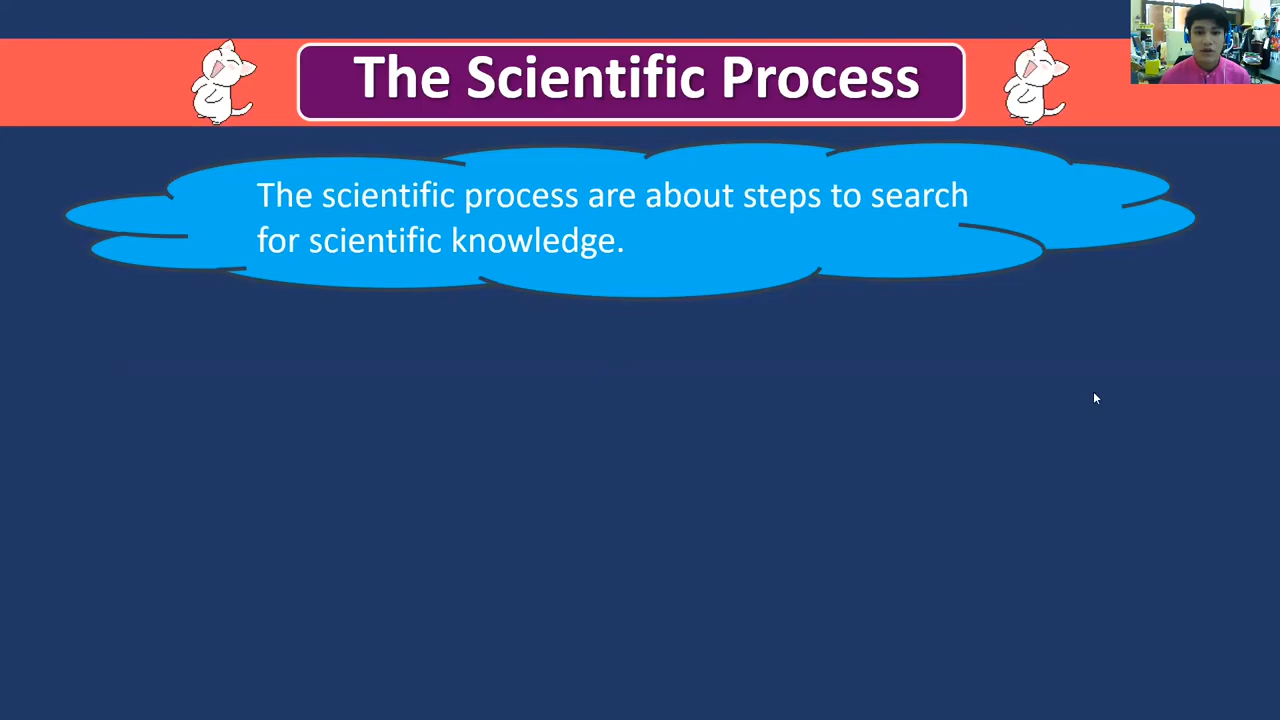 The Scientific Process
The scientific process are about steps to search
for scientific knowledge.